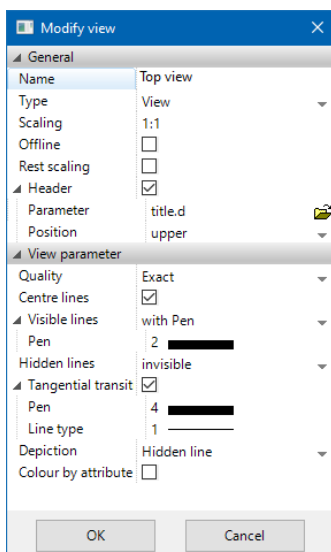 Modify view
General
Name Top view
Type View
Scaling 1:1
Offline
Rest scaling
Header
Parameter title.d
Position upper
View parameter
Quality Exact
Centre lines
Visible lines with Pen
Pen 2
Hidden lines invisible
Tangential transit
Pen 4
Line type 1
Depiction Hidden line
Colour by attribute
OK Cancel